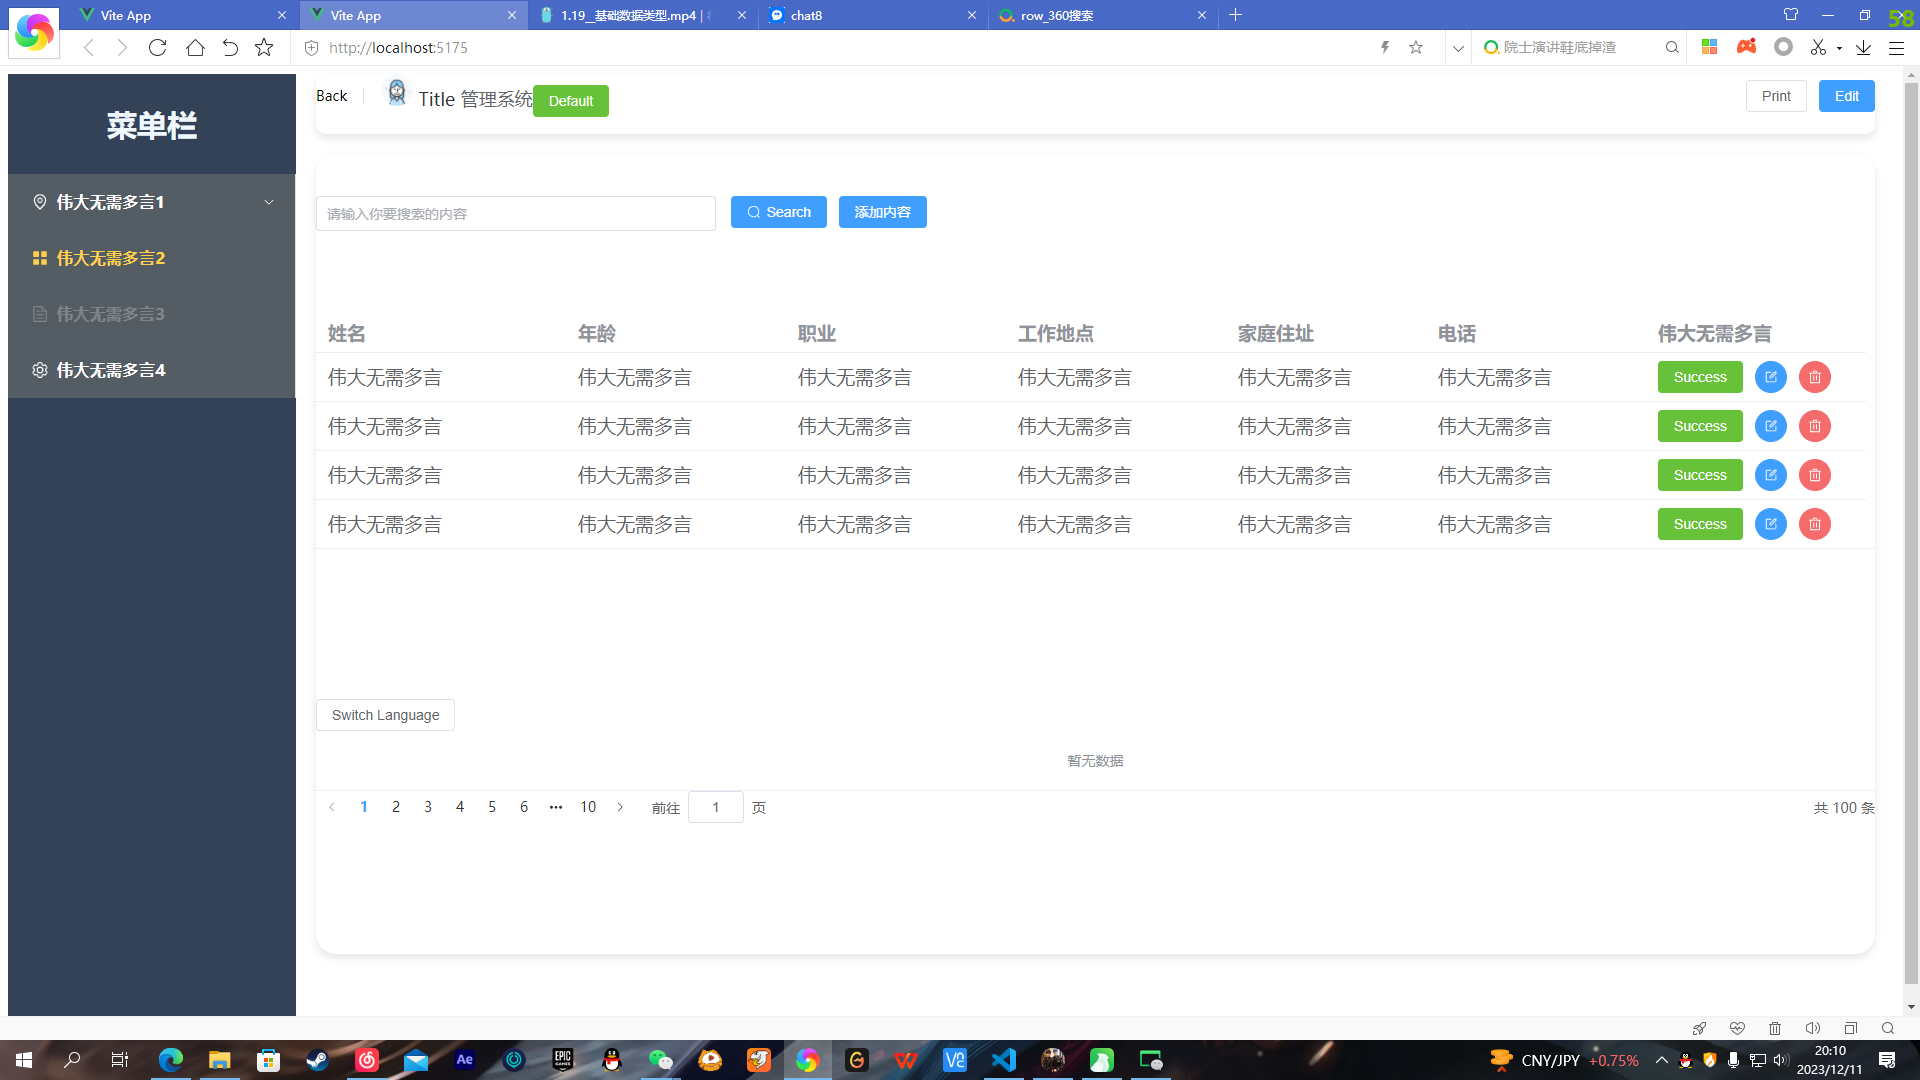 Vite App
Vite App
1.19__基础数据类型.mp4 |
chat8
row_360搜索
58
http://localhost:5175
院士演讲鞋底掉渣
菜单栏
伟大无需多言1
伟大无需多言2
伟大无需多言3
伟大无需多言4
Back
Title 管理系统
Default
Print
Edit
请输入你要搜索的内容
Search
添加内容
姓名 年龄 职业 工作地点 家庭住址 电话 伟大无需多言
伟大无需多言 伟大无需多言 伟大无需多言 伟大无需多言 伟大无需多言 伟大无需多言 Success
伟大无需多言 伟大无需多言 伟大无需多言 伟大无需多言 伟大无需多言 伟大无需多言 Success
伟大无需多言 伟大无需多言 伟大无需多言 伟大无需多言 伟大无需多言 伟大无需多言 Success
伟大无需多言 伟大无需多言 伟大无需多言 伟大无需多言 伟大无需多言 伟大无需多言 Success
Switch Language
暂无数据
1 2 3 4 5 6 ••• 10 前往 1 页 共 100 条
Ae
EPIC GAMES
CNY/JPY +0.75%
20:10
2023/12/11